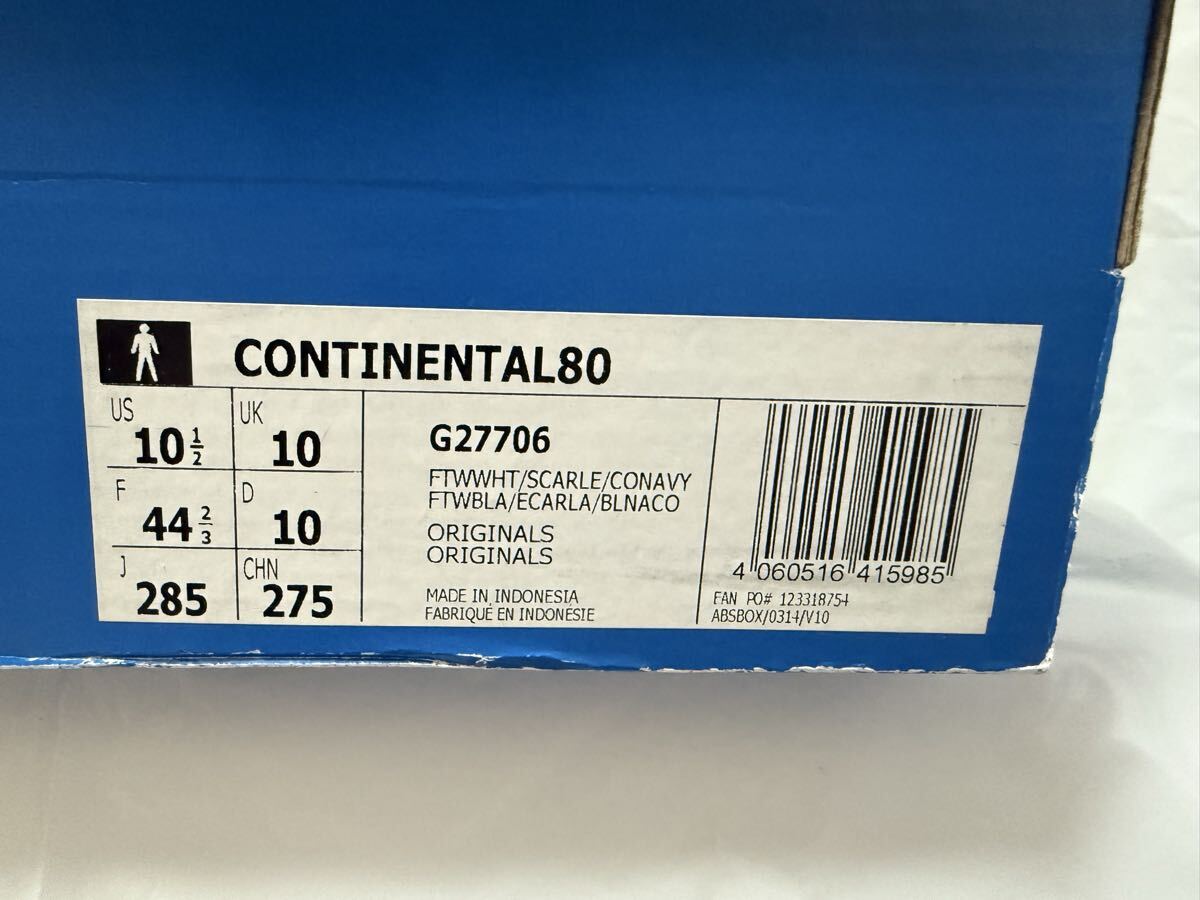 CONTINENTAL80
US 10 1/2
UK 10
F 44 2/3
D 10
J 285
CHN 275
G27706
FTWWHT/SCARLE/CONAVY
FTWBLA/ECARLA/BLNACO
ORIGINALS
ORIGINALS
MADE IN INDONESIA
FABRIQUÉ EN INDONÉSIE
4 060516 415985
FAN PO# 123318754
ABSBOX/0314/V10